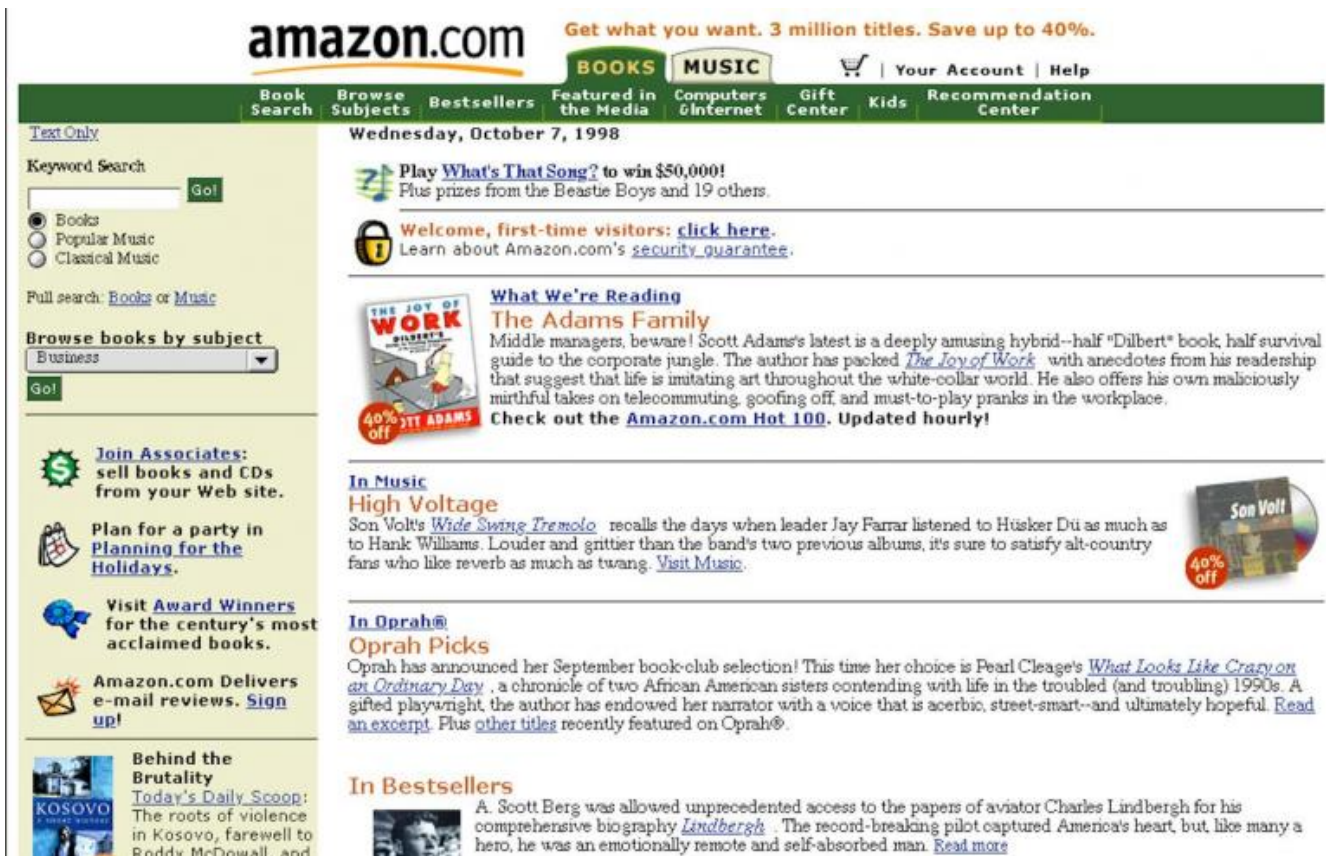 amazon.com
Get what you want. 3 million titles. Save up to 40%.
BOOKS MUSIC | Your Account | Help
Book Search Browse Subjects Bestsellers Featured in the Media Computers &Internet Gift Center Kids Recommendation Center
Text Only
Keyword Search
Go!
Books
Popular Music
Classical Music
Full search: Books or Music
Browse books by subject
Business
Go!
$
Join Associates:
sell books and CDs
from your Web site.
Plan for a party in
Planning for the
Holidays.
Visit Award Winners
for the century's most
acclaimed books.
Amazon.com Delivers
e-mail reviews. Sign
up!
KOSOVO
Behind the
Brutality
Today's Daily Scoop:
The roots of violence
in Kosovo, farewell to
Roddy McDowall, and
Wednesday, October 7, 1998
Play What's That Song? to win $50,000!
Plus prizes from the Beastie Boys and 19 others.
Welcome, first-time visitors: click here.
Learn about Amazon.com's security guarantee.
THE JOY OF
WORK
DILBERT'S
40%
off
OTT ADAMS
What We're Reading
The Adams Family
Middle managers, beware! Scott Adams's latest is a deeply amusing hybrid--half "Dilbert" book, half survival
guide to the corporate jungle. The author has packed The Joy of Work with anecdotes from his readership
that suggest that life is imitating art throughout the white-collar world. He also offers his own maliciously
mirthful takes on telecommuting, goofing off, and must-to-play pranks in the workplace.
Check out the Amazon.com Hot 100. Updated hourly!
In Music
High Voltage
Son Volt's Wide Swing Tremolo recalls the days when leader Jay Farrar listened to Hüsker Dü as much as
to Hank Williams. Louder and grittier than the band's two previous albums, it's sure to satisfy alt-country
fans who like reverb as much as twang. Visit Music.
Son Volt
40%
off
In Oprah®
Oprah Picks
Oprah has announced her September book-club selection! This time her choice is Pearl Cleage's What Looks Like Crazy on
an Ordinary Day , a chronicle of two African American sisters contending with life in the troubled (and troubling) 1990s. A
gifted playwright, the author has endowed her narrator with a voice that is acerbic, street-smart--and ultimately hopeful. Read
an excerpt. Plus other titles recently featured on Oprah®.
In Bestsellers
A. Scott Berg was allowed unprecedented access to the papers of aviator Charles Lindbergh for his
comprehensive biography Lindbergh . The record-breaking pilot captured America's heart, but, like many a
hero, he was an emotionally remote and self-absorbed man. Read more